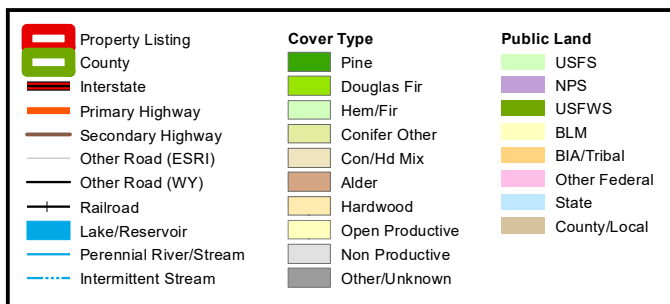 Property Listing
County
Interstate
Primary Highway
Secondary Highway
Other Road (ESRI)
Other Road (WY)
Railroad
Lake/Reservoir
Perennial River/Stream
Intermittent Stream
Cover Type
Pine
Douglas Fir
Hem/Fir
Conifer Other
Con/Hd Mix
Alder
Hardwood
Open Productive
Non Productive
Other/Unknown
Public Land
USFS
NPS
USFWS
BLM
BIA/Tribal
Other Federal
State
County/Local